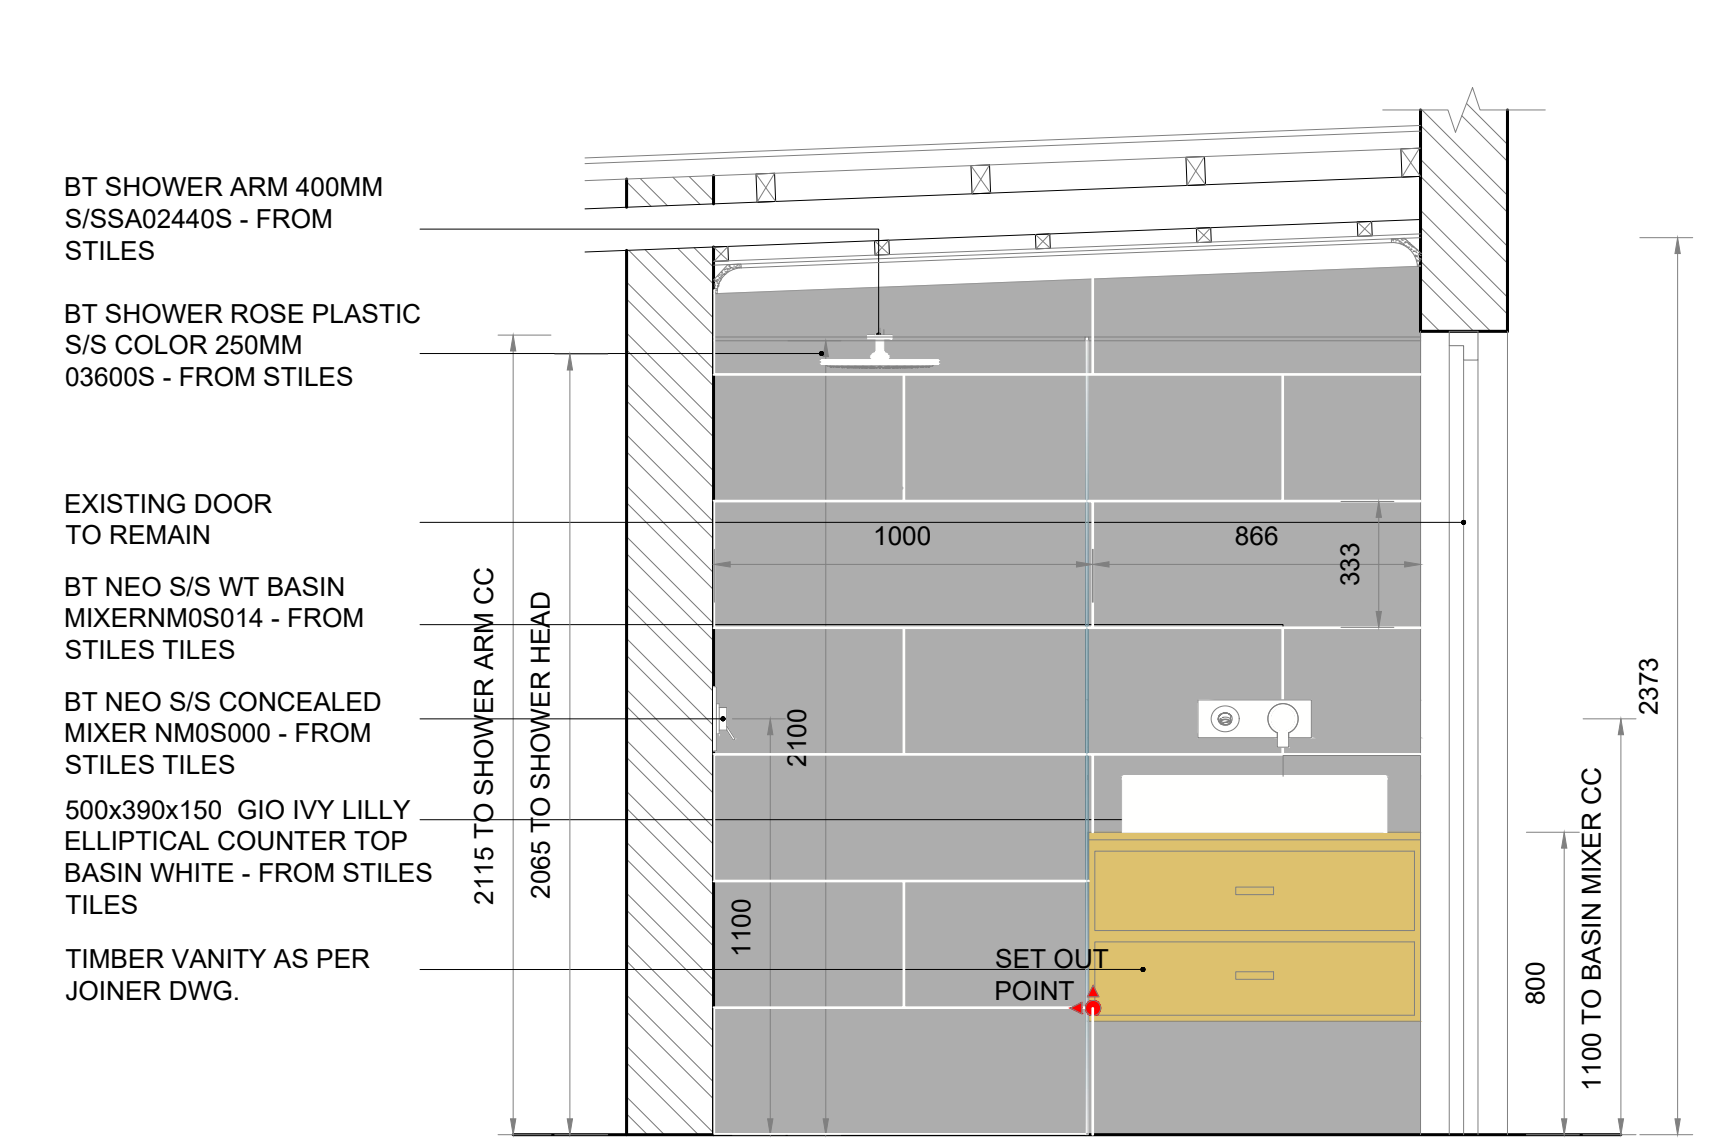 BT SHOWER ARM 400MM
S/SSA02440S - FROM
STILES
BT SHOWER ROSE PLASTIC
S/S COLOR 250MM
03600S - FROM STILES
EXISTING DOOR
TO REMAIN
BT NEO S/S WT BASIN
MIXERNM0S014 - FROM
STILES TILES
BT NEO S/S CONCEALED
MIXER NM0S000 - FROM
STILES TILES
500x390x150  GIO IVY LILLY
ELLIPTICAL COUNTER TOP
BASIN WHITE - FROM STILES
TILES
TIMBER VANITY AS PER
JOINER DWG.
2115 TO SHOWER ARM CC
2065 TO SHOWER HEAD
1000
866
333
2100
1100
SET OUT
POINT
800
1100 TO BASIN MIXER CC
2373